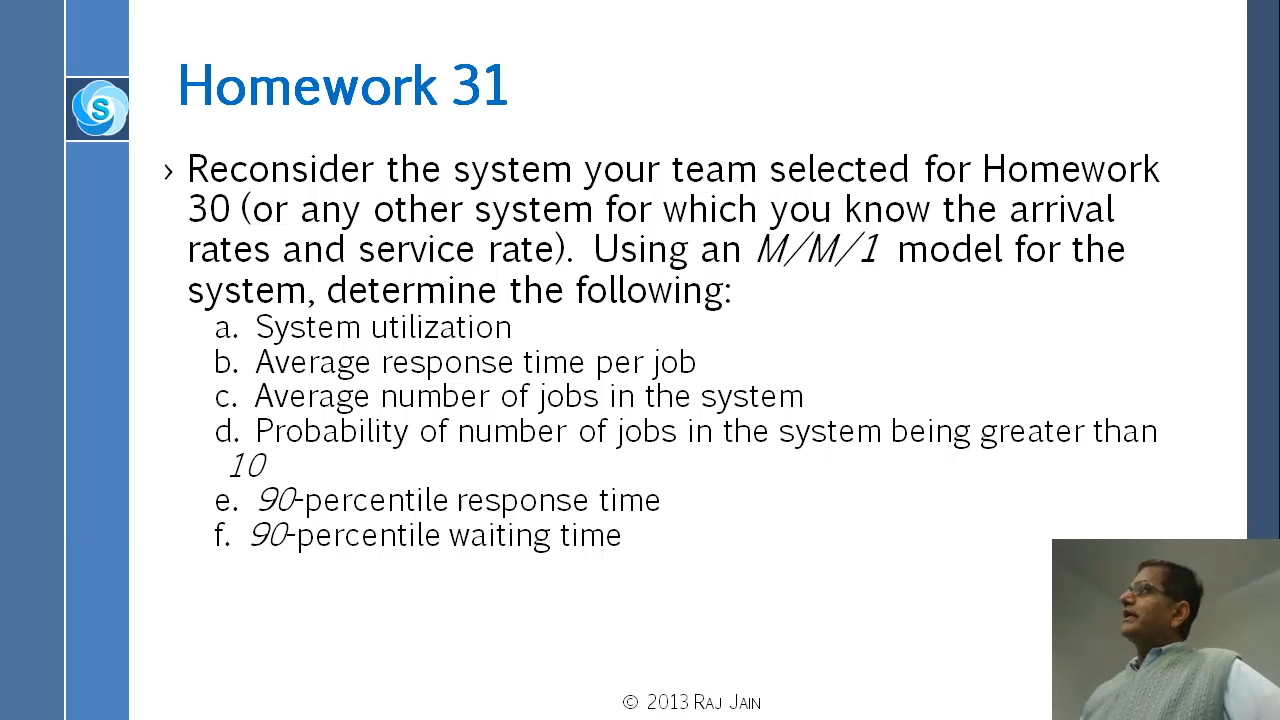 S
Homework 31
› Reconsider the system your team selected for Homework
30 (or any other system for which you know the arrival
rates and service rate). Using an M/M/1 model for the
system, determine the following:
a. System utilization
b. Average response time per job
c. Average number of jobs in the system
d. Probability of number of jobs in the system being greater than
10
e. 90-percentile response time
f. 90-percentile waiting time
© 2013 RAJ JAIN